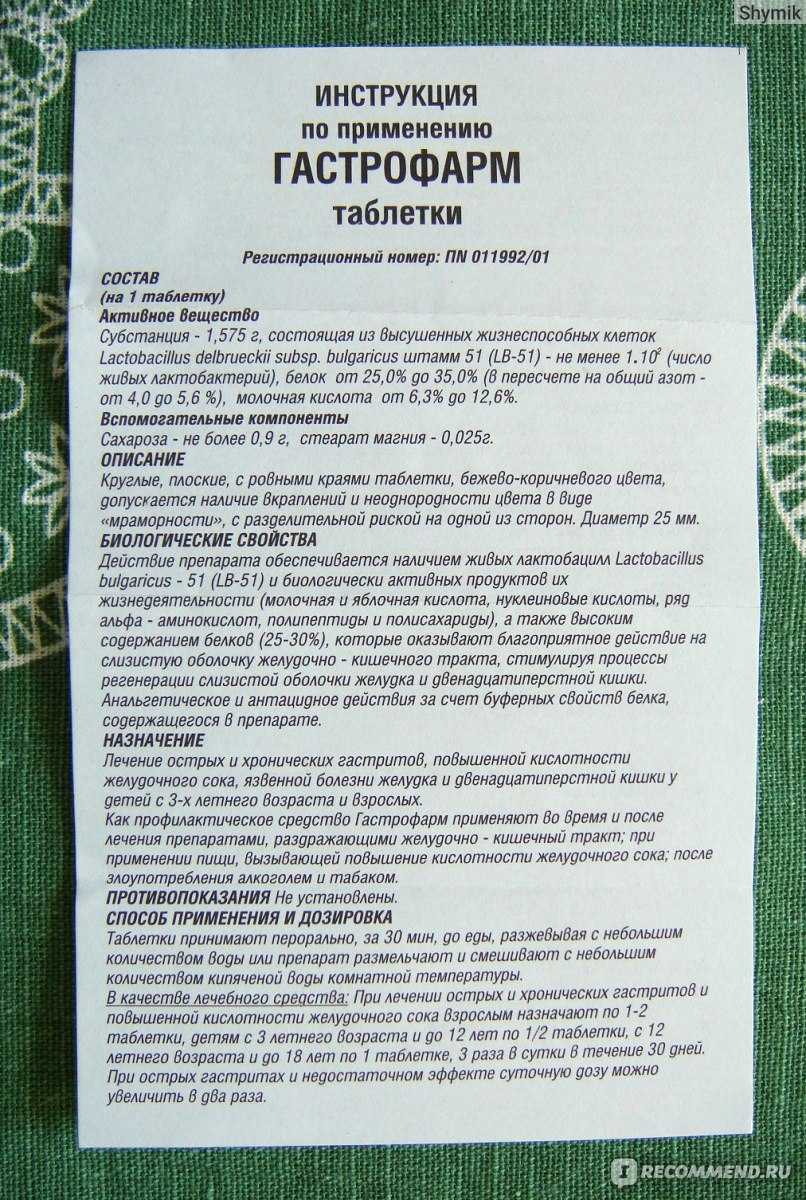 Shymik
ИНСТРУКЦИЯ
по применению
ГАСТРОФАРМ
таблетки
Регистрационный номер: ПN 011992/01
СОСТАВ
(на 1 таблетку)
Активное вещество
Субстанция - 1,575 г, состоящая из высушенных жизнеспособных клеток
Lactobacillus delbrueckii subsp. bulgaricus штамм 51 (LB-51) - не менее 1.10² (число
живых лактобактерий), белок от 25,0% до 35,0% (в пересчете на общий азот -
от 4,0 до 5,6 %), молочная кислота от 6,3% до 12,6%.
Вспомогательные компоненты
Сахароза - не более 0,9 г, стеарат магния - 0,025г.
ОПИСАНИЕ
Круглые, плоские, с ровными краями таблетки, бежево-коричневого цвета,
допускается наличие вкраплений и неоднородности цвета в виде
«мраморности», с разделительной риской на одной из сторон. Диаметр 25 мм.
БИОЛОГИЧЕСКИЕ СВОЙСТВА
Действие препарата обеспечивается наличием живых лактобацилл Lactobacillus
bulgaricus - 51 (LB-51) и биологически активных продуктов их
жизнедеятельности (молочная и яблочная кислота, нуклеиновые кислоты, ряд
альфа - аминокислот, полипептиды и полисахариды), а также высоким
содержанием белков (25-30%), которые оказывают благоприятное действие на
слизистую оболочку желудочно - кишечного тракта, стимулируя процессы
регенерации слизистой оболочки желудка и двенадцатиперстной кишки.
Анальгетическое и антацидное действия за счет буферных свойств белка,
содержащегося в препарате.
НАЗНАЧЕНИЕ
Лечение острых и хронических гастритов, повышенной кислотности
желудочного сока, язвенной болезни желудка и двенадцатиперстной кишки у
детей с 3-х летнего возраста и взрослых.
Как профилактическое средство Гастрофарм применяют во время и после
лечения препаратами, раздражающими желудочно - кишечный тракт; при
применении пищи, вызывающей повышение кислотности желудочного сока; после
злоупотребления алкоголем и табаком.
ПРОТИВОПОКАЗАНИЯ Не установлены.
СПОСОБ ПРИМЕНЕНИЯ И ДОЗИРОВКА
Таблетки принимают перорально, за 30 мин, до еды, разжевывая с небольшим
количеством воды или препарат размельчают и смешивают с небольшим
количеством кипяченой воды комнатной температуры.
В качестве лечебного средства: При лечении острых и хронических гастритов и
повышенной кислотности желудочного сока взрослым назначают по 1-2
таблетки, детям с 3 летнего возраста и до 12 лет по 1/2 таблетки, с 12
летнего возраста и до 18 лет по 1 таблетке, 3 раза в сутки в течение 30 дней.
При острых гастритах и недостаточном эффекте суточную дозу можно
увеличить в два раза.
RECOMMEND.RU